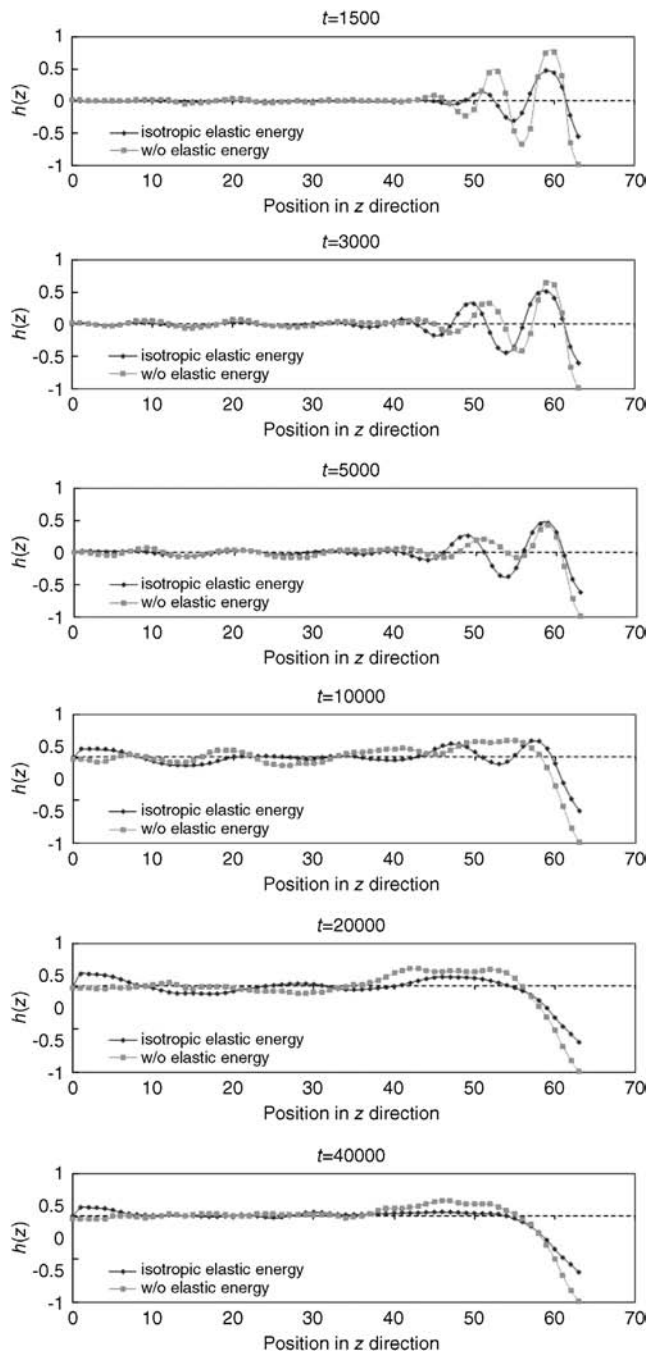 t=1500
1
0.5
0
-0.5
-1
h(z)
isotropic elastic energy
w/o elastic energy
0 10 20 30 40 50 60 70
Position in z direction
t=3000
1
0.5
0
-0.5
-1
h(z)
isotropic elastic energy
w/o elastic energy
0 10 20 30 40 50 60 70
Position in z direction
t=5000
1
0.5
0
-0.5
-1
h(z)
isotropic elastic energy
w/o elastic energy
0 10 20 30 40 50 60 70
Position in z direction
t=10000
1
0.5
0
-0.5
-1
h(z)
isotropic elastic energy
w/o elastic energy
0 10 20 30 40 50 60 70
Position in z direction
t=20000
1
0.5
0
-0.5
-1
h(z)
isotropic elastic energy
w/o elastic energy
0 10 20 30 40 50 60 70
Position in z direction
t=40000
1
0.5
0
-0.5
-1
h(z)
isotropic elastic energy
w/o elastic energy
0 10 20 30 40 50 60 70
Position in z direction